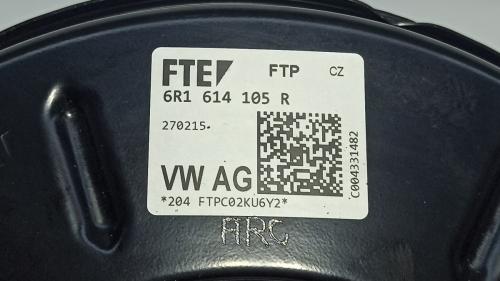 FTE FTP CZ
6R1 614 105 R
270215-
VW AG
*204 FTPC02KU6Y2*
C004331482
ARC